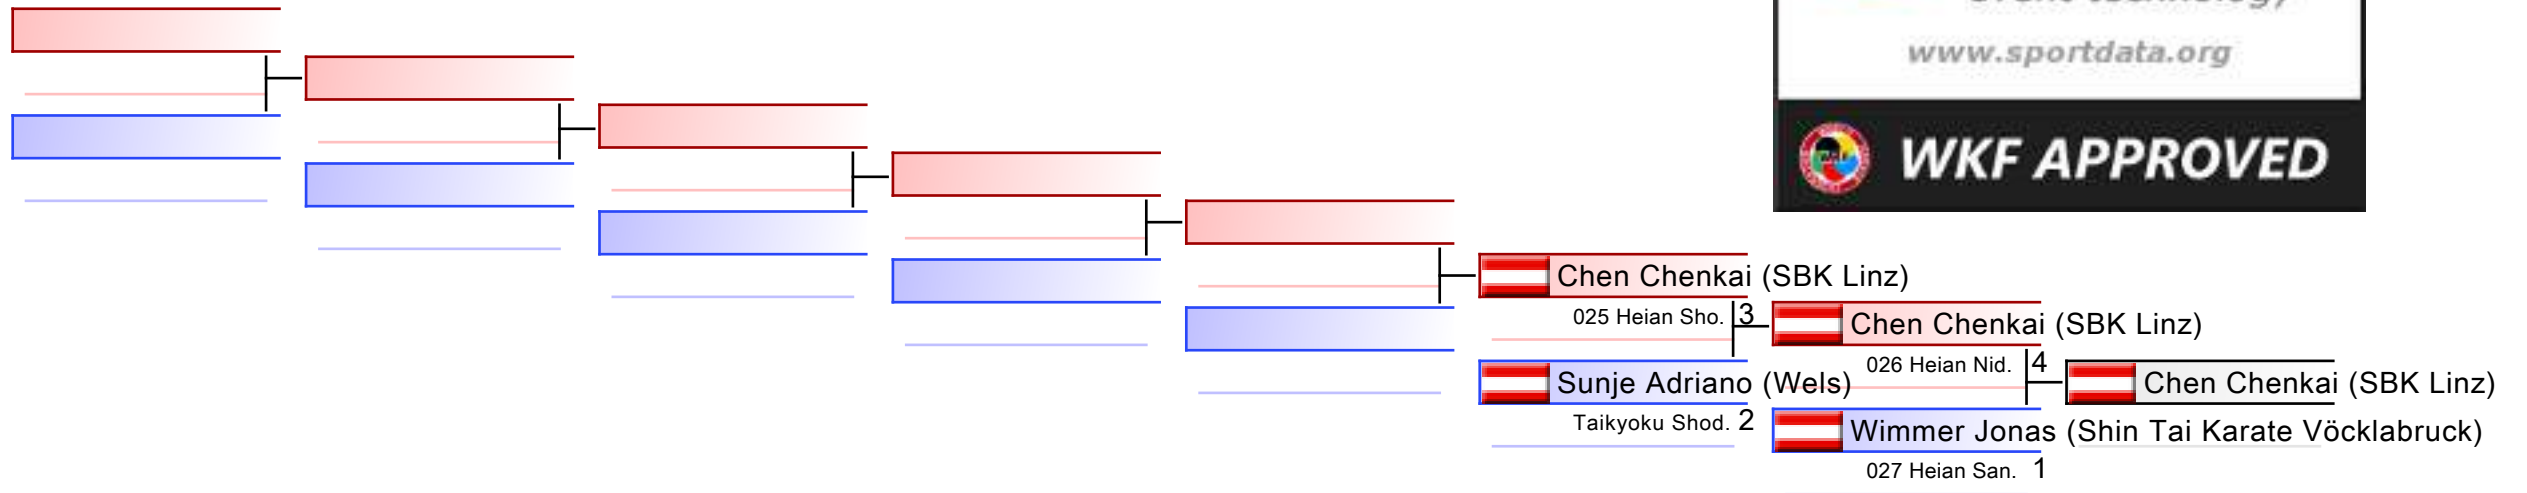 www.sportdata.org
WKF APPROVED
Chen Chenkai (SBK Linz)
025 Heian Sho. 3
Chen Chenkai (SBK Linz)
026 Heian Nid. 4
Sunje Adriano (Wels)
Chen Chenkai (SBK Linz)
Taikyoku Shod. 2
Wimmer Jonas (Shin Tai Karate Vöcklabruck)
027 Heian San. 1